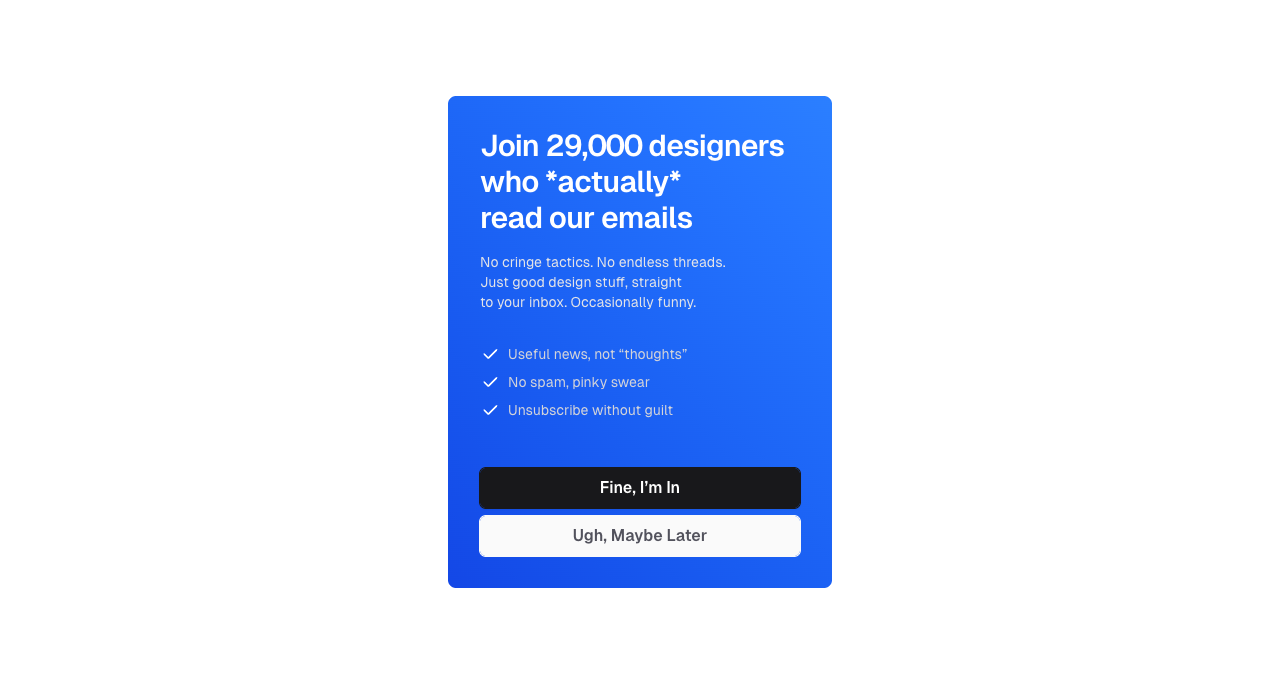 Join 29,000 designers
who *actually*
read our emails
No cringe tactics. No endless threads.
Just good design stuff, straight
to your inbox. Occasionally funny.
Useful news, not “thoughts”
No spam, pinky swear
Unsubscribe without guilt
Fine, I’m In
Ugh, Maybe Later